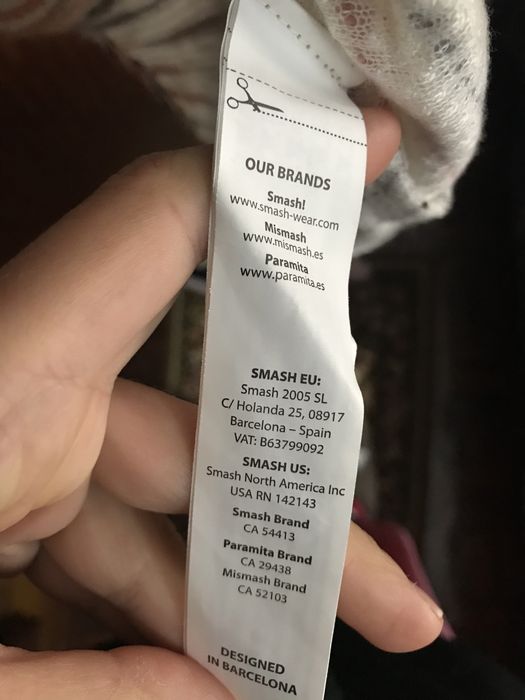 OUR BRANDS
Smash!
www.smash-wear.com
Mismash
www.mismash.es
Paramita
www.paramita.es
SMASH EU:
Smash 2005 SL
C/ Holanda 25, 08917
Barcelona – Spain
VAT: B63799092
SMASH US:
Smash North America Inc
USA RN 142143
Smash Brand
CA 54413
Paramita Brand
CA 29438
Mismash Brand
CA 52103
DESIGNED
IN BARCELONA